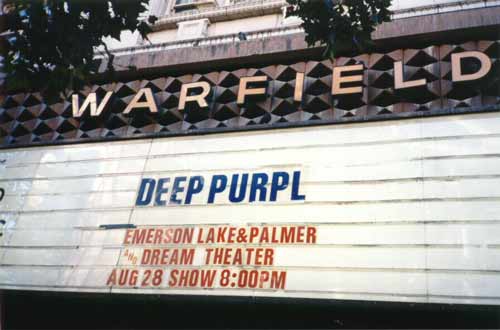 WARFIELD
DEEP PURPL
EMERSON LAKE&PALMER
AND DREAM THEATER
AUG 28 SHOW 8:00PM